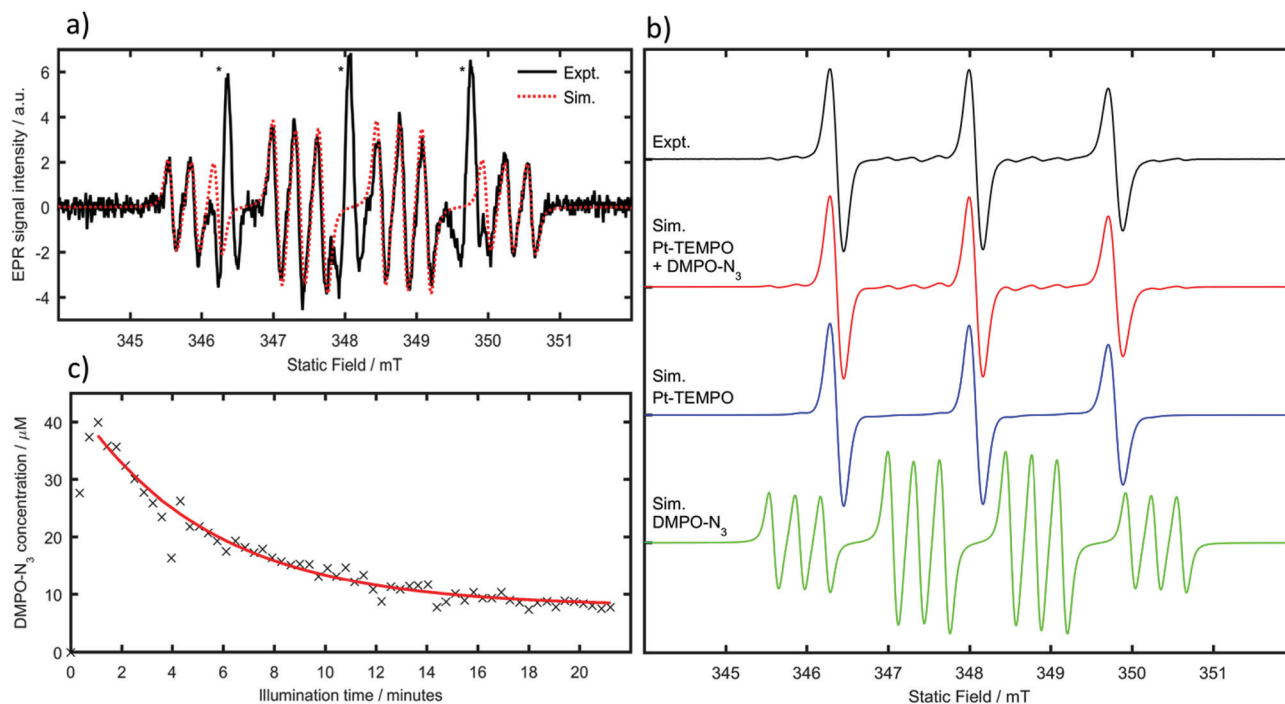 a)
EPR signal intensity / a.u.
6
4
2
0
-2
-4
* * *
Expt.
Sim.
345 346 347 348 349 350 351
Static Field / mT
b)
Expt.
Sim.
Pt-TEMPO
+ DMPO-N₃
Sim.
Pt-TEMPO
Sim.
DMPO-N₃
345 346 347 348 349 350 351
Static Field / mT
c)
DMPO-N₃ concentration / μM
40
30
20
10
0
0 2 4 6 8 10 12 14 16 18 20
Illumination time / minutes